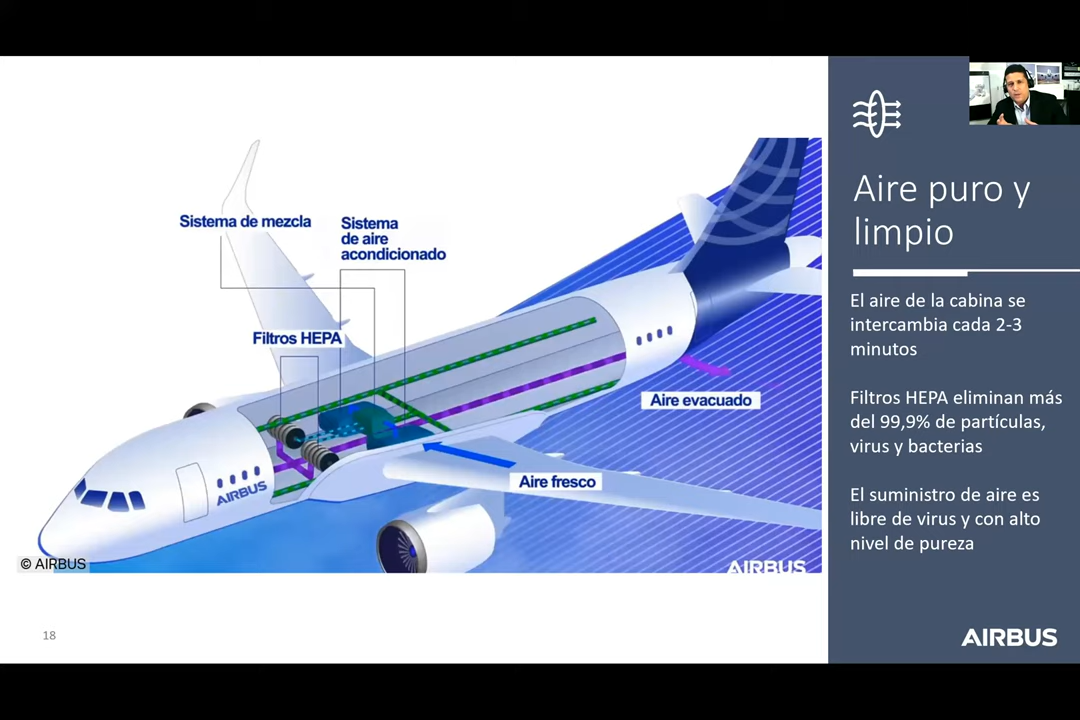 Sistema de mezcla
Sistema
de aire
acondicionado
Filtros HEPA
Aire evacuado
Aire fresco
AIRBUS
© AIRBUS
AIRBUS
18
Aire puro y
limpio
El aire de la cabina se
intercambia cada 2-3
minutos
Filtros HEPA eliminan más
del 99,9% de partículas,
virus y bacterias
El suministro de aire es
libre de virus y con alto
nivel de pureza
AIRBUS